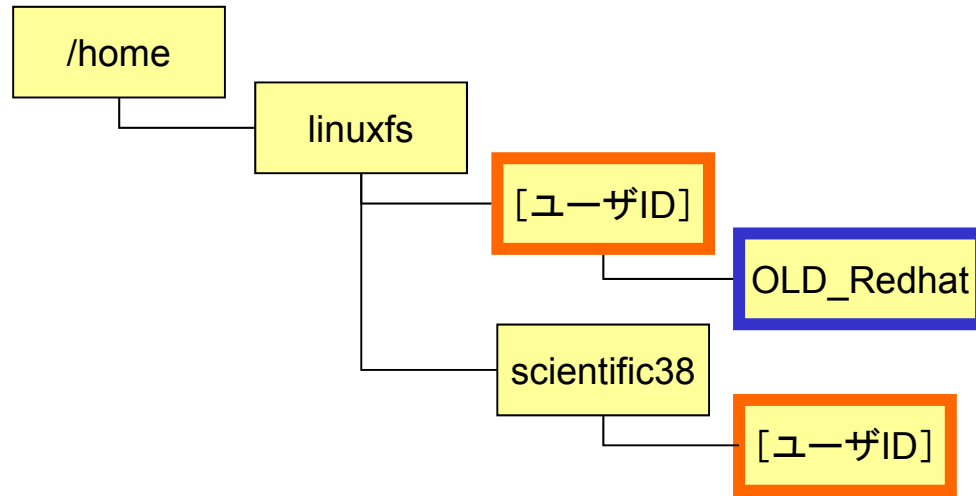 /home
linuxfs
［ユーザID］
OLD_Redhat
scientific38
［ユーザID］